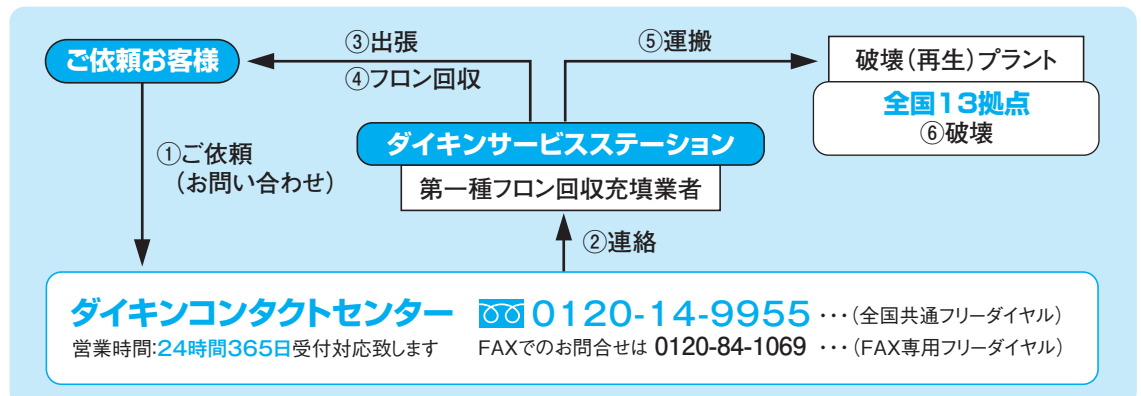 ご依頼お客様
③出張
④フロン回収
⑤運搬
破壊（再生）プラント
全国13拠点
⑥破壊
ダイキンサービスステーション
第一種フロン回収充填業者
①ご依頼
（お問い合わせ）
②連絡
ダイキンコンタクトセンター
0120-14-9955 ･･･（全国共通フリーダイヤル）
営業時間:24時間365日受付対応致します
FAXでのお問合せは 0120-84-1069 ･･･（FAX専用フリーダイヤル）